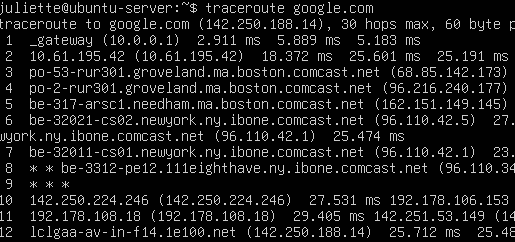 juliette@ubuntu-server:~$ traceroute google.com
traceroute to google.com (142.250.188.14), 30 hops max, 60 byte p
1 _gateway (10.0.0.1) 2.911 ms 5.889 ms 5.183 ms
2 10.61.195.42 (10.61.195.42) 18.372 ms 25.601 ms 25.191 ms
3 po-53-rur301.groveland.ma.boston.comcast.net (68.85.142.173)
4 po-2-rur301.groveland.ma.boston.comcast.net (96.216.240.177)
5 be-317-arsc1.needham.ma.boston.comcast.net (162.151.149.145)
6 be-32021-cs02.newyork.ny.ibone.comcast.net (96.110.42.5) 27.
wyork.ny.ibone.comcast.net (96.110.42.1) 25.474 ms
7 be-32011-cs01.newyork.ny.ibone.comcast.net (96.110.42.1) 23.
8 * * be-3312-pe12.111eighthave.ny.ibone.comcast.net (96.110.34
9 * * *
10 142.250.224.246 (142.250.224.246) 27.531 ms 192.178.106.153
11 192.178.108.18 (192.178.108.18) 29.405 ms 142.251.53.149 (14
12 lclgaa-av-in-f14.1e100.net (142.250.188.14) 25.712 ms 25.48